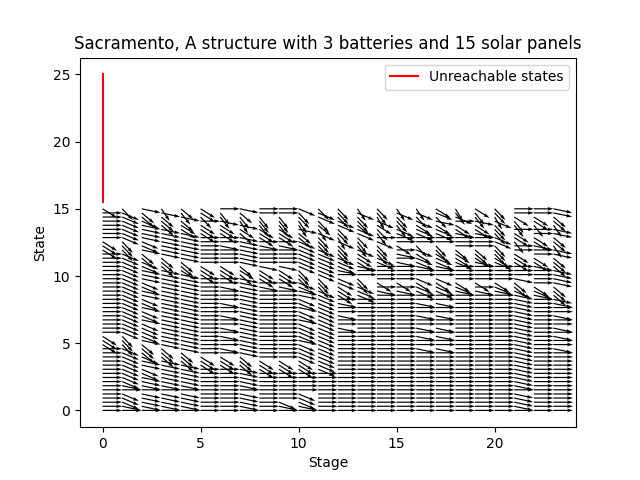 Sacramento, A structure with 3 batteries and 15 solar panels
Unreachable states
25
20
15
10
5
0
State
0 5 10 15 20
Stage